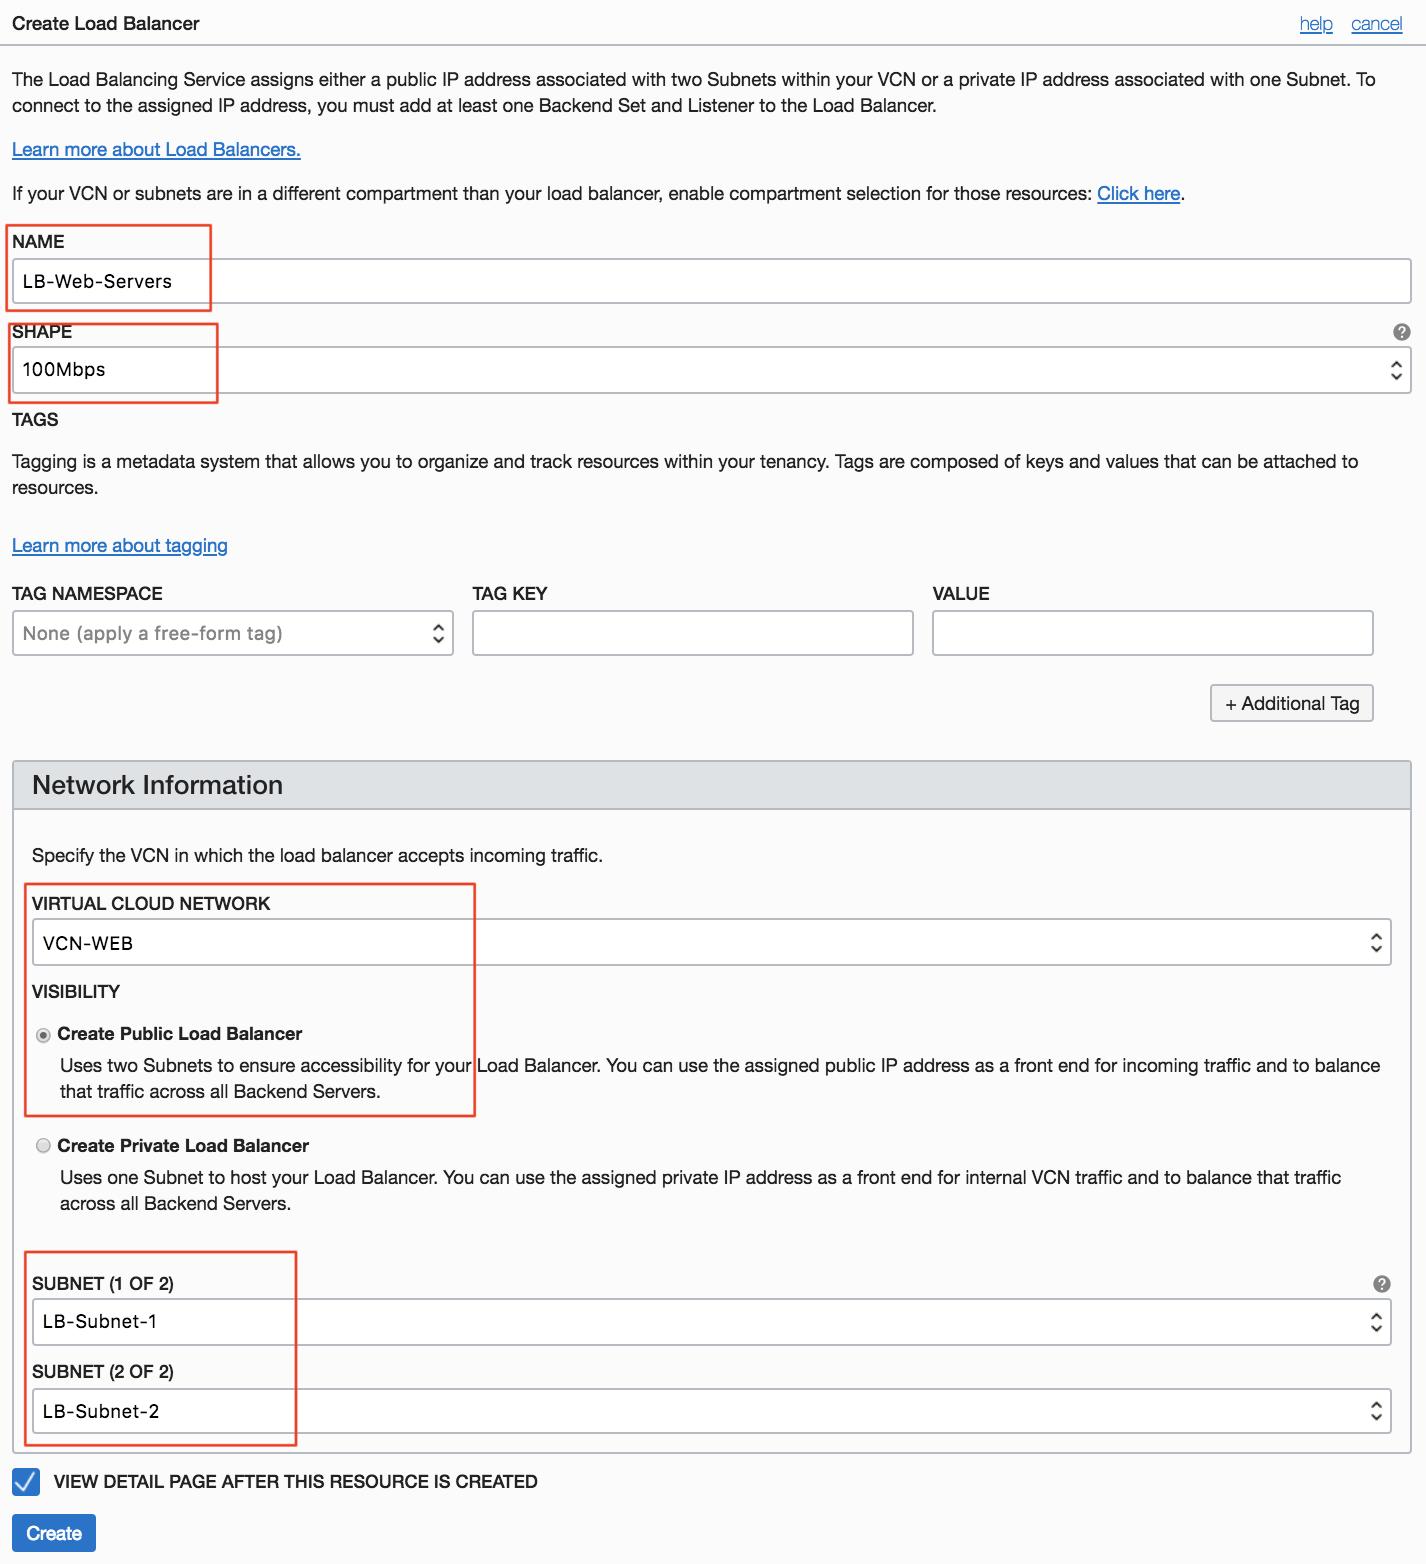 Create Load Balancer help cancel
The Load Balancing Service assigns either a public IP address associated with two Subnets within your VCN or a private IP address associated with one Subnet. To
connect to the assigned IP address, you must add at least one Backend Set and Listener to the Load Balancer.
Learn more about Load Balancers.
If your VCN or subnets are in a different compartment than your load balancer, enable compartment selection for those resources: Click here.
NAME
LB-Web-Servers
SHAPE ?
100Mbps
TAGS
Tagging is a metadata system that allows you to organize and track resources within your tenancy. Tags are composed of keys and values that can be attached to
resources.
Learn more about tagging
TAG NAMESPACE TAG KEY VALUE
None (apply a free-form tag)
+ Additional Tag
Network Information
Specify the VCN in which the load balancer accepts incoming traffic.
VIRTUAL CLOUD NETWORK
VCN-WEB
VISIBILITY
Create Public Load Balancer
Uses two Subnets to ensure accessibility for your Load Balancer. You can use the assigned public IP address as a front end for incoming traffic and to balance
that traffic across all Backend Servers.
Create Private Load Balancer
Uses one Subnet to host your Load Balancer. You can use the assigned private IP address as a front end for internal VCN traffic and to balance that traffic
across all Backend Servers.
SUBNET (1 OF 2) ?
LB-Subnet-1
SUBNET (2 OF 2)
LB-Subnet-2
VIEW DETAIL PAGE AFTER THIS RESOURCE IS CREATED
Create